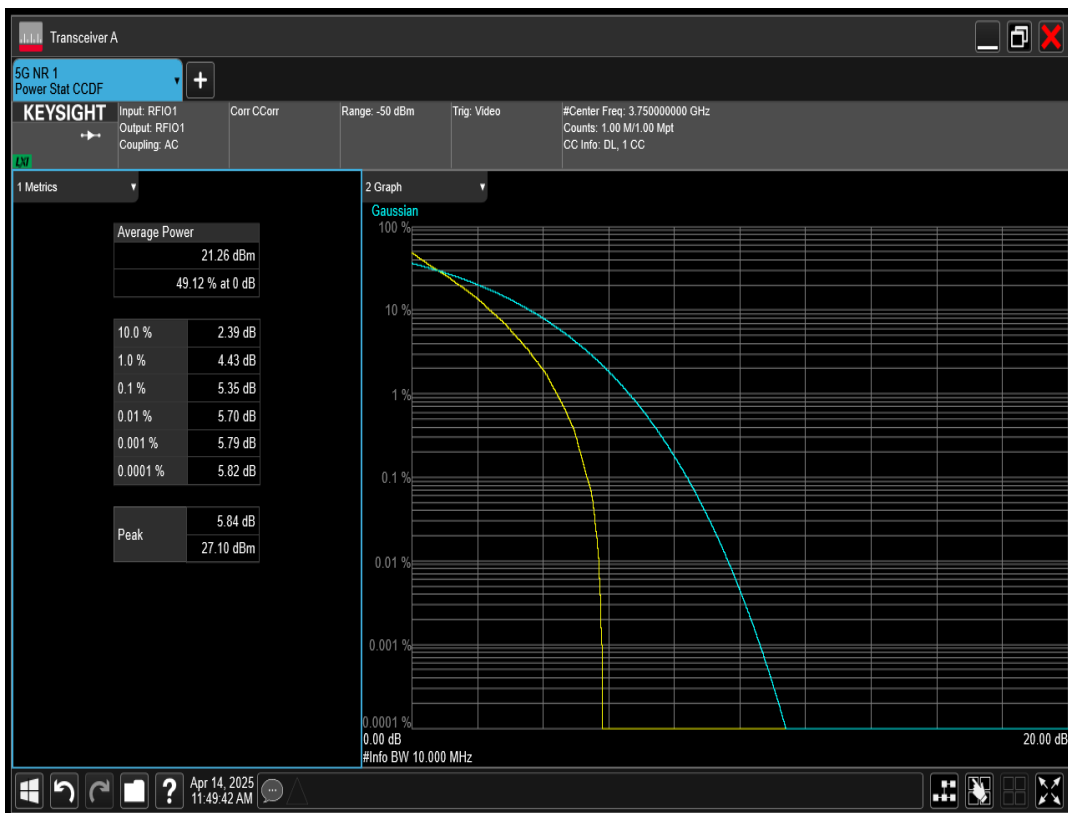 Transceiver A
5G NR 1
Power Stat CCDF
+
KEYSIGHT
LXI
Input: RFIO1
Output: RFIO1
Coupling: AC
Corr CCorr
Range: -50 dBm
Trig: Video
#Center Freq: 3.750000000 GHz
Counts: 1.00 M/1.00 Mpt
CC Info: DL, 1 CC
1 Metrics
Average Power
21.26 dBm
49.12 % at 0 dB
10.0 % 2.39 dB
1.0 % 4.43 dB
0.1 % 5.35 dB
0.01 % 5.70 dB
0.001 % 5.79 dB
0.0001 % 5.82 dB
Peak
5.84 dB
27.10 dBm
2 Graph
Gaussian
100 %
10 %
1 %
0.1 %
0.01 %
0.001 %
0.0001 %
0.00 dB 20.00 dB
#Info BW 10.000 MHz
?
Apr 14, 2025
11:49:42 AM